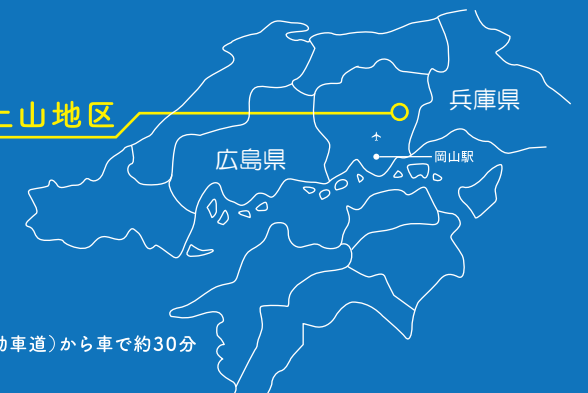 兵庫県
上山地区
広島県
岡山駅
動車道)から車で約30分